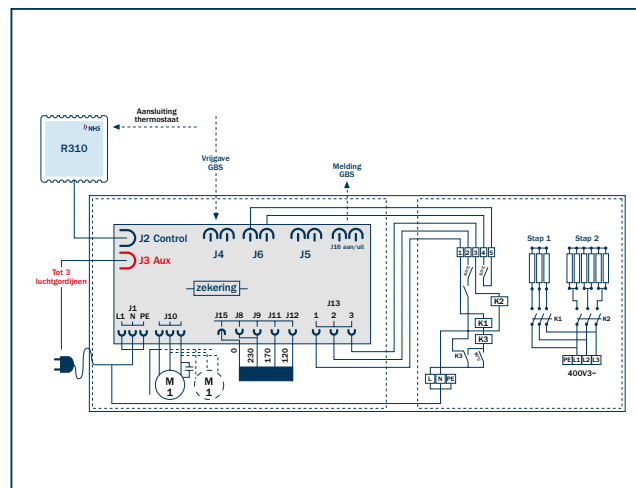 Aansluiting
thermostaat
NHS
R310
Vrijgave
GBS
Melding
GBS
J2 Control
J3 Aux
J4
J6
J5
J16 aan/uit
Tot 3
luchtgordijnen
zekering
J1
L1 N PE
J10
J15 J8 J9 J11 J12
J13
1 2 3
0
230
170
120
M
1
M
1
1 2 3 4 5
K2
K1
K3
K3
L N PE
Stap 1
Stap 2
K1
K2
PE L1 L2 L3
400V3~